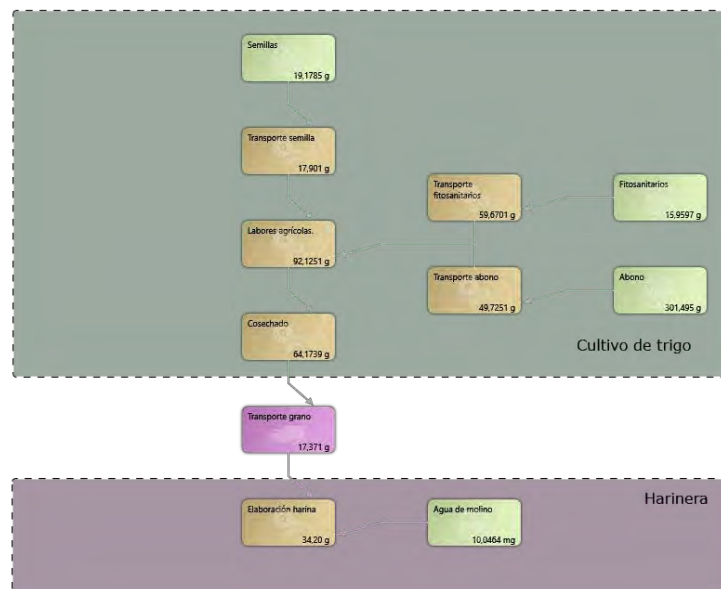 Semillas
19,1785 g
Transporte semilla
17,901 g
Transporte
fitosanitarios
59,6701 g
Fitosanitarios
15,9597 g
Labores agrícolas.
92,1251 g
Transporte abono
49,7251 g
Abono
301,495 g
Cosechado
64,1739 g
Cultivo de trigo
Transporte grano
17,371 g
Harinera
Elaboración harina
34,20 g
Agua de molino
10,0464 mg